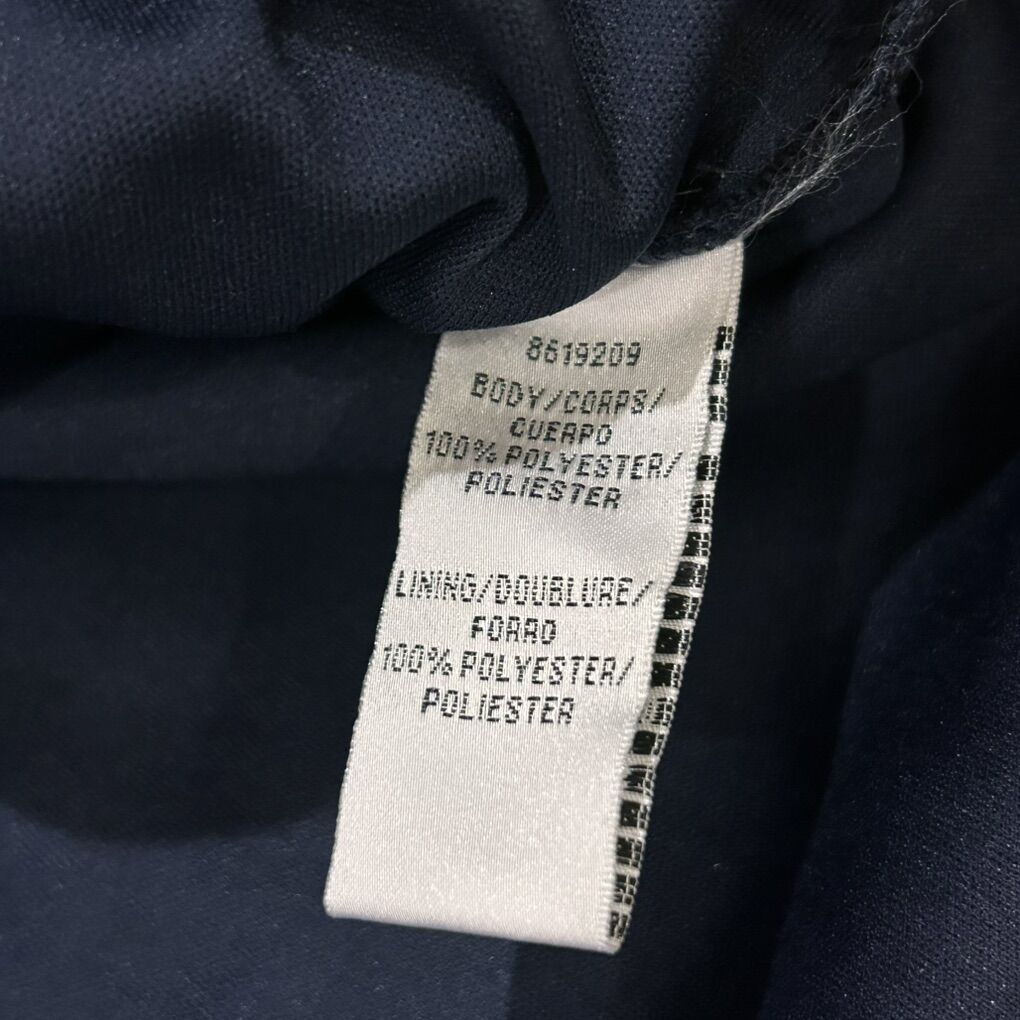 8619209
BODY/CORPS/
CUERPO
100% POLYESTER/
POLIESTER
LINING/DOUBLURE/
FORRO
100% POLYESTER/
POLIESTER